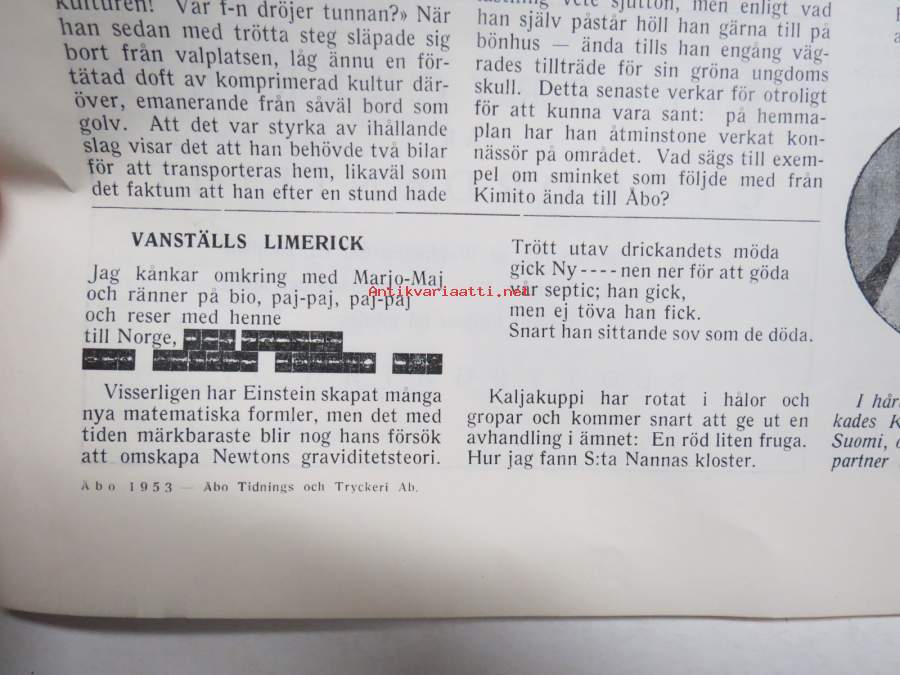 kulturen! Var f-n dröjer tunnan?» När
han sedan med trötta steg släpade sig
bort från valplatsen, låg ännu en för-
tätad doft av komprimerad kultur där-
över, emanerande från såväl bord som
golv. Att det var styrka av ihållande
slag visar det att han behövde två bilar
för att transporteras hem, likaväl som
det faktum att han efter en stund hade
vete sjutton, men enligt vad
han själv påstår höll han gärna till på
bönhus — ända tills han engång väg-
rades tillträde för sin gröna ungdoms
skull. Detta senaste verkar för otroligt
för att kunna vara sant: på hemma-
plan har han åtminstone verkat kon-
nässör på området. Vad sägs till exem-
pel om sminket som följde med från
Kimito ända till Åbo?
VANSTÄLLS LIMERICK
Jag kånkar omkring med Marjo-Maj
och ränner på bio, paj-paj, paj-paj
och reser med henne
till Norge,
Antikvariaatti.net
Visserligen har Einstein skapat många
nya matematiska formler, men det med
tiden märkbaraste blir nog hans försök
att omskapa Newtons graviditetsteori.
Trött utav drickandets möda
gick Ny----nen ner för att göda
vår septic; han gick,
men ej töva han fick.
Snart han sittande sov som de döda.
Kaljakuppi har rotat i hålor och
gropar och kommer snart att ge ut en
avhandling i ämnet: En röd liten fruga.
Hur jag fann S:ta Nannas kloster.
I hår
kades K
Suomi,
partner
Åbo 1953 — Åbo Tidnings och Tryckeri Ab.